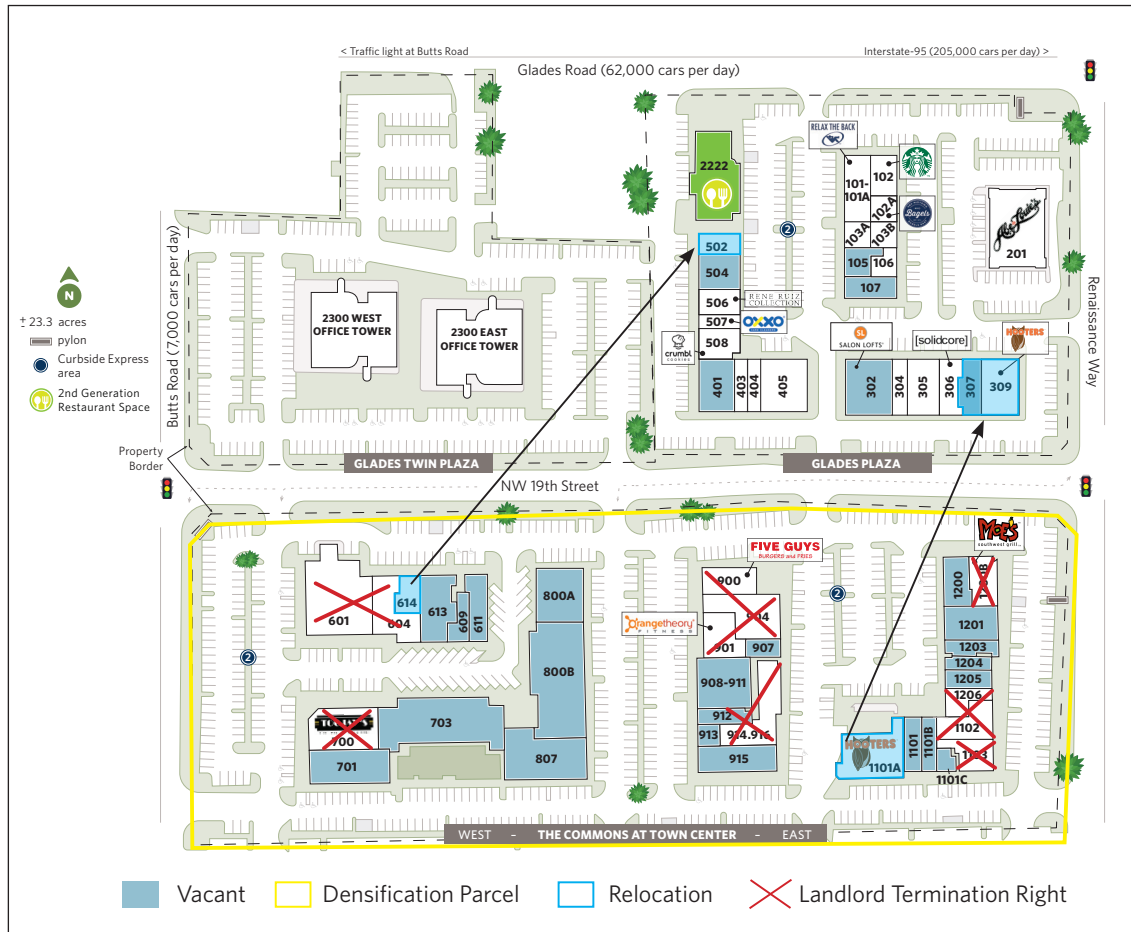 < Traffic light at Butts Road
Interstate-95 (205,000 cars per day) >
Glades Road (62,000 cars per day)
RELAX THE BACK
2222
101-
101A
102
102A
Bagels
103A
103B
105
106
107
201
502
504
506
RENE RUIZ
COLLECTION
507
OXXO
508
crumbl
cookies
401
403
404
405
SL
SALON LOFTS
[solidcore]
HOOTERS
302
304
305
306
307
309
Renaissance Way
2
N
± 23.3 acres
pylon
2
Curbside Express
area
2nd Generation
Restaurant Space
Butts Road (7,000 cars per day)
2300 WEST
OFFICE TOWER
2300 EAST
OFFICE TOWER
Property
Border
GLADES TWIN PLAZA
GLADES PLAZA
NW 19th Street
601
604
614
613
609
611
800A
800B
2
700
703
701
807
FIVE GUYS
BURGERS and FRIES
900
904
orangetheory
FITNESS
901
907
908-911
912
913
914-916
915
2
MOE'S
southwest grill
1200
1200B
1201
1203
1204
1205
1206
1102
1103
HOOTERS
1101A
1101
1101B
1101C
WEST – THE COMMONS AT TOWN CENTER – EAST
Vacant
Densification Parcel
Relocation
Landlord Termination Right